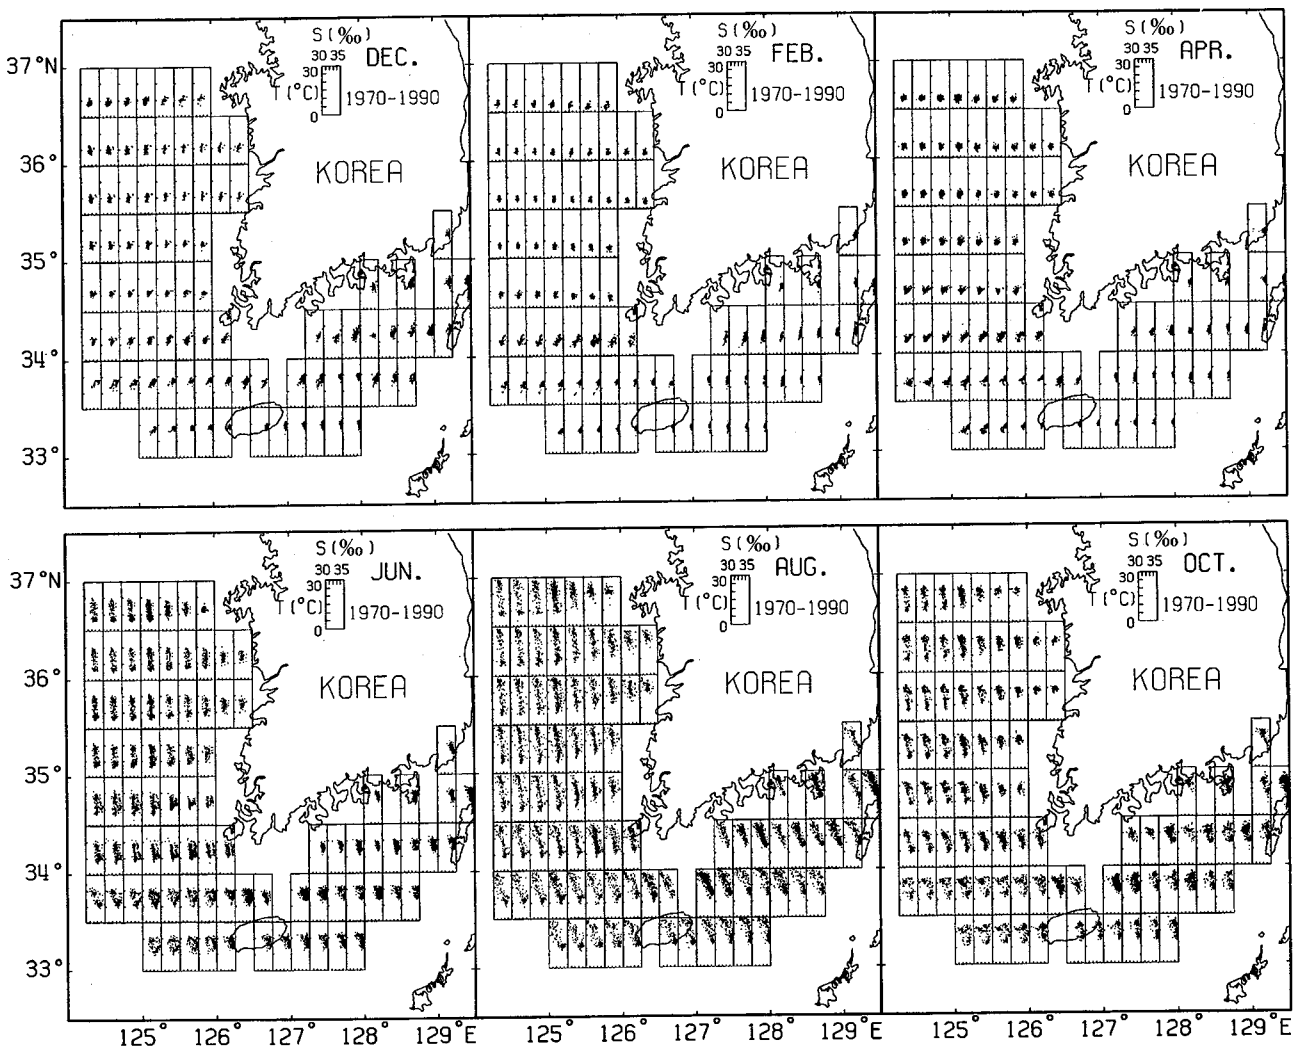 S(‰)
30 35
DEC.
37°N
30
T(°C)
0
1970-1990
36°
KOREA
35°
34°
33°
S(‰)
30 35
FEB.
30
T(°C)
0
1970-1990
KOREA
S(‰)
30 35
APR.
30
T(°C)
0
1970-1990
KOREA
S(‰)
30 35
JUN.
37°N
30
T(°C)
0
1970-1990
36°
KOREA
35°
34°
33°
125° 126° 127° 128° 129°E
S(‰)
30 35
AUG.
30
T(°C)
0
1970-1990
KOREA
125° 126° 127° 128° 129°
S(‰)
30 35
OCT.
30
T(°C)
0
1970-1990
KOREA
125° 126° 127° 128° 129°E